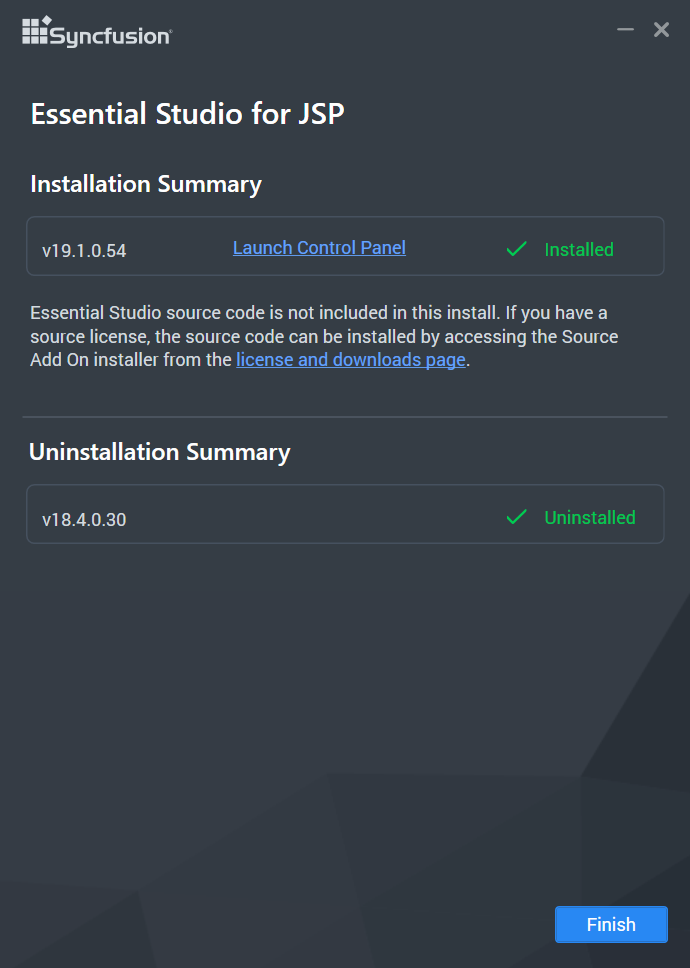 Syncfusion
Essential Studio for JSP
Installation Summary
v19.1.0.54 Launch Control Panel Installed
Essential Studio source code is not included in this install. If you have a
source license, the source code can be installed by accessing the Source
Add On installer from the license and downloads page.
Uninstallation Summary
v18.4.0.30 Uninstalled
Finish